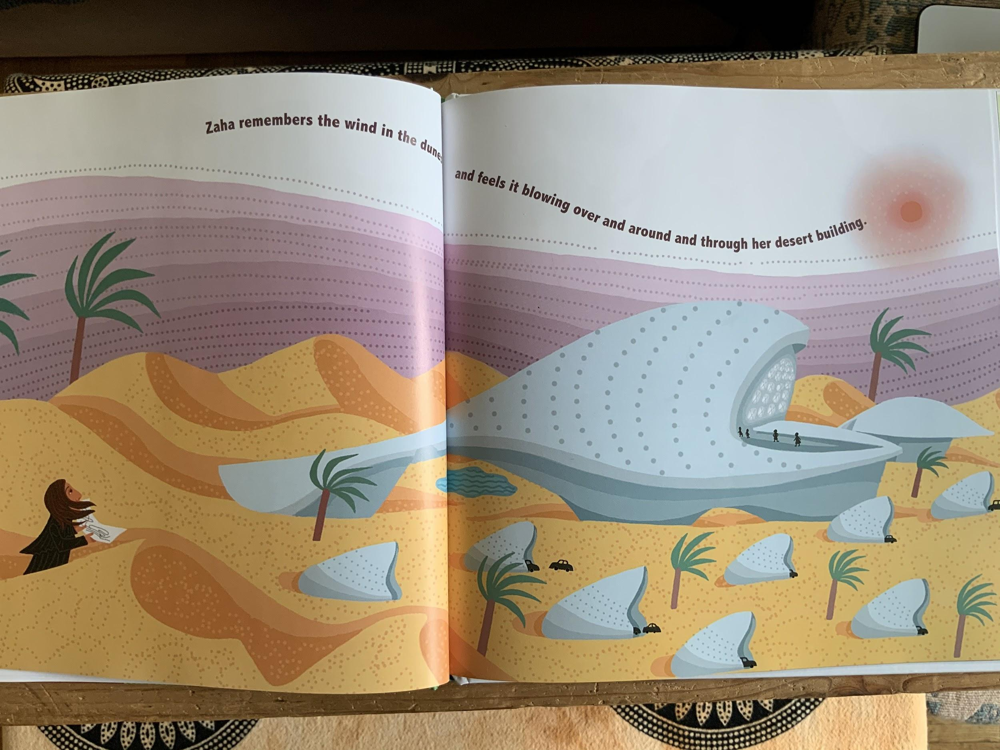 Zaha remembers the wind in the dunes
and feels it blowing over and around and through her desert building.